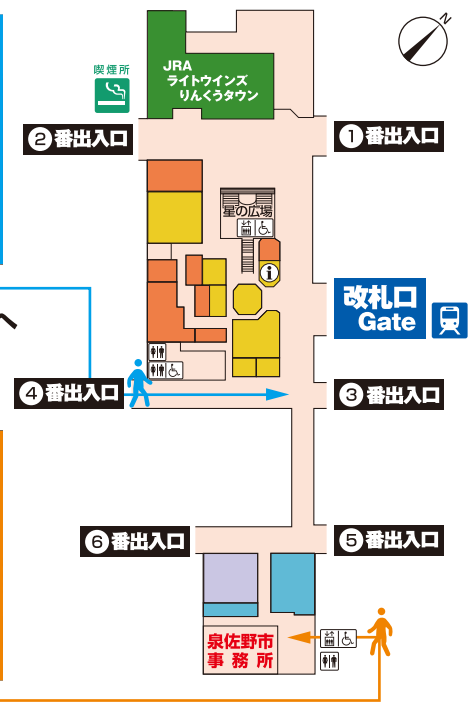 N
喫煙所
JRA
ライトウインズ
りんくうタウン
②番出入口
①番出入口
星の広場
i
改札口
Gate
へ
④番出入口
③番出入口
⑥番出入口
⑤番出入口
泉佐野市
事務所